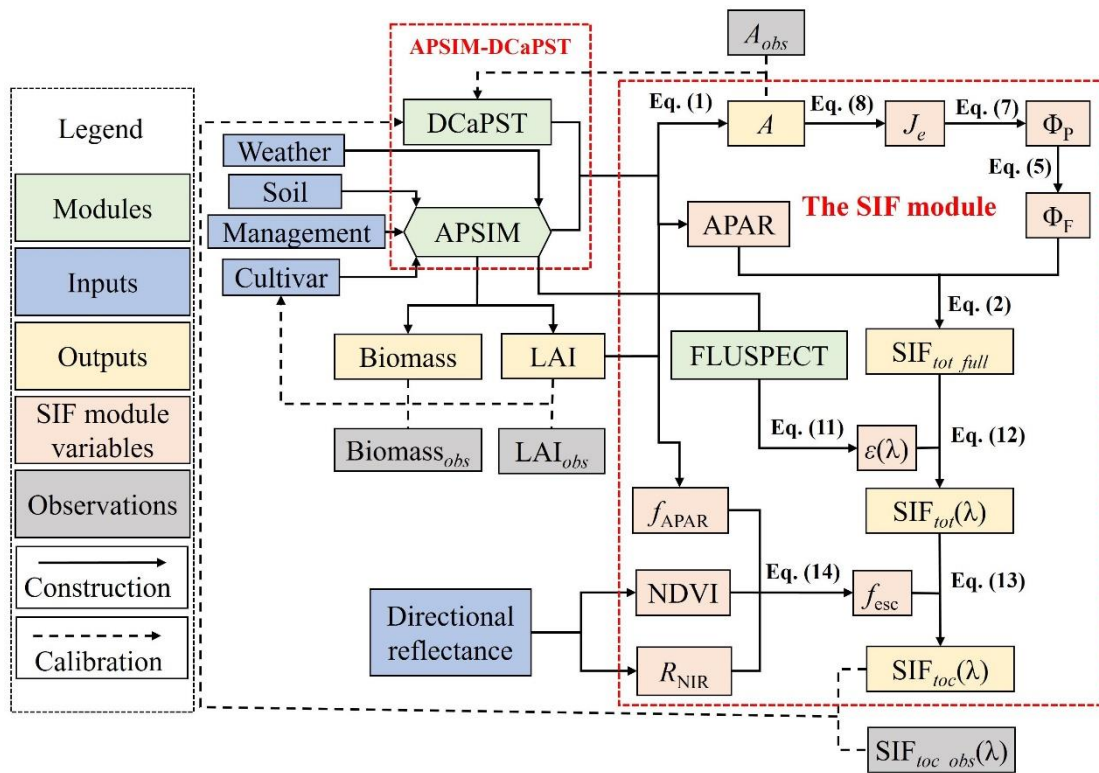 Legend
Modules
Inputs
Outputs
SIF module
variables
Observations
Construction
Calibration
APSIM-DCaPST
DCaPST
Weather
Soil
Management
Cultivar
APSIM
Biomass
LAI
Biomass_obs
LAI_obs
Directional
reflectance
A_obs
Eq. (1)
A
Eq. (8)
J_e
Eq. (7)
Φ_P
Eq. (5)
The SIF module
APAR
Φ_F
Eq. (2)
FLUSPECT
SIF_tot_full
Eq. (11)
ε(λ)
Eq. (12)
f_APAR
SIF_tot(λ)
NDVI
Eq. (14)
f_esc
Eq. (13)
R_NIR
SIF_toc(λ)
SIF_toc_obs(λ)